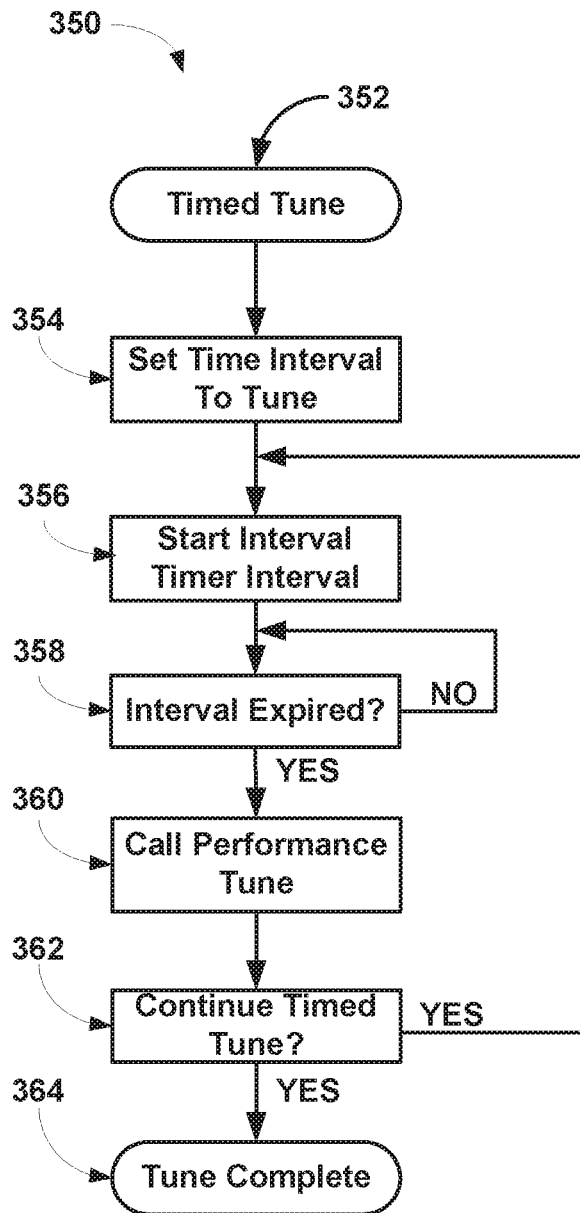 350
352
Timed Tune
354
Set Time Interval
To Tune
356
Start Interval
Timer Interval
358
Interval Expired?
NO
YES
360
Call Performance
Tune
362
Continue Timed
Tune?
YES
YES
364
Tune Complete